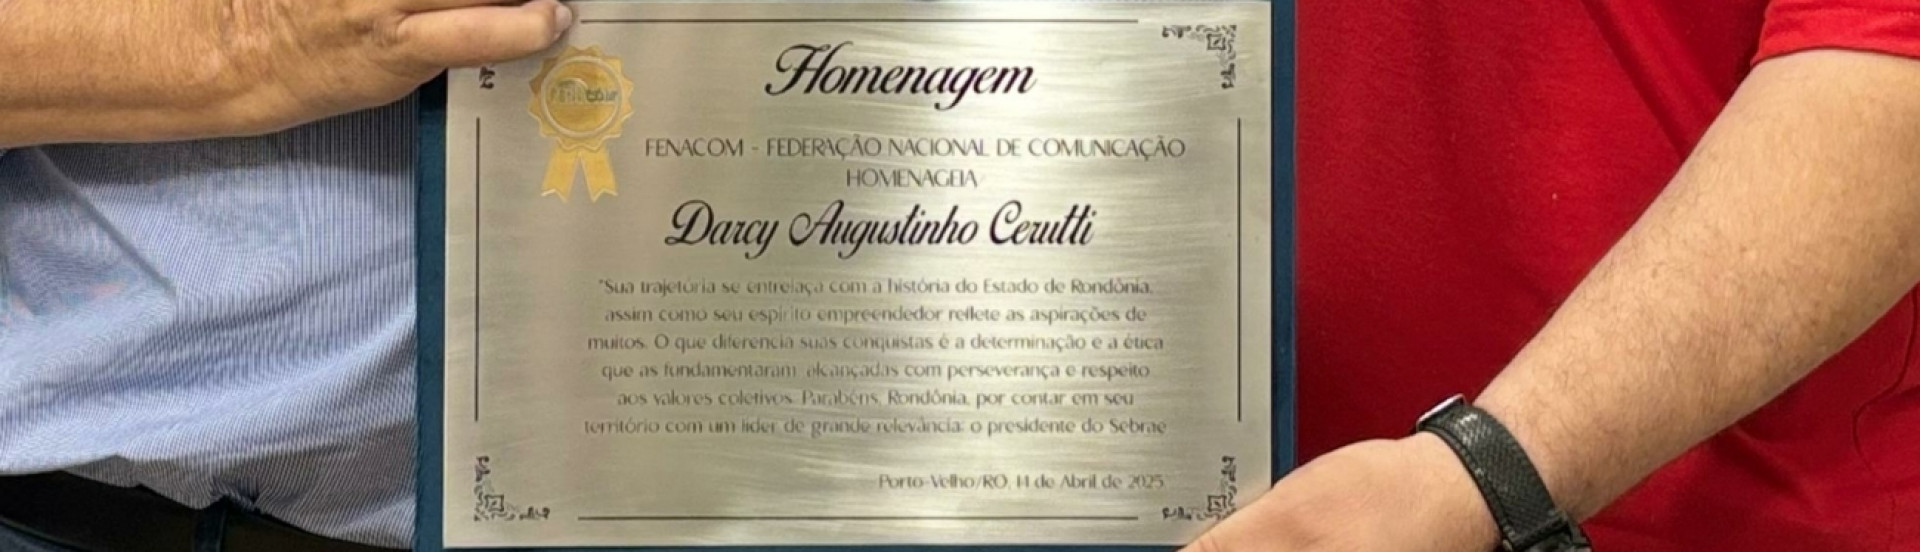 Homenagem
FENACOM - FEDERAÇÃO NACIONAL DE COMUNICAÇÃO
HOMENAGEIA
Darcy Augustinho Cerutti
"Sua trajetória se entrelaça com a história do Estado de Rondônia,
assim como seu espírito empreendedor reflete as aspirações de
muitos. O que diferencia suas conquistas é a determinação e a ética
que as fundamentaram, alcançadas com perseverança e respeito
aos valores coletivos. Parabéns, Rondônia, por contar em seu
território com um líder de grande relevância: o presidente do Sebrae
Porto-Velho/RO, 14 de Abril de 2025